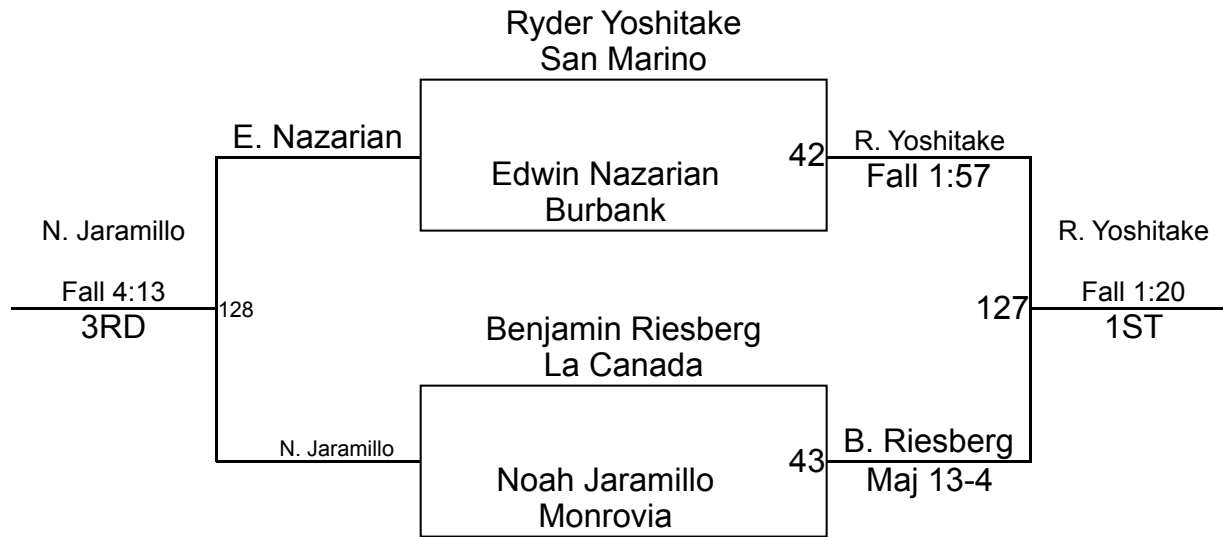 Ryder Yoshitake
San Marino
E. Nazarian
42
R. Yoshitake
Fall 1:57
Edwin Nazarian
Burbank
N. Jaramillo
R. Yoshitake
Fall 4:13
3RD
128
127
Fall 1:20
1ST
Benjamin Riesberg
La Canada
N. Jaramillo
43
B. Riesberg
Maj 13-4
Noah Jaramillo
Monrovia